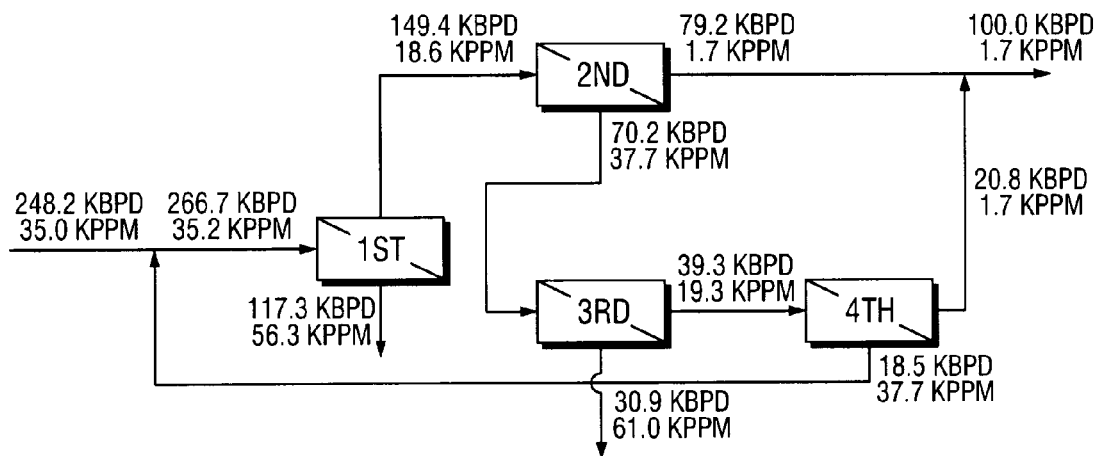 149.4 KBPD
18.6 KPPM
2ND
79.2 KBPD
1.7 KPPM
100.0 KBPD
1.7 KPPM
70.2 KBPD
37.7 KPPM
248.2 KBPD
35.0 KPPM
266.7 KBPD
35.2 KPPM
1ST
117.3 KBPD
56.3 KPPM
3RD
39.3 KBPD
19.3 KPPM
4TH
20.8 KBPD
1.7 KPPM
18.5 KBPD
37.7 KPPM
30.9 KBPD
61.0 KPPM